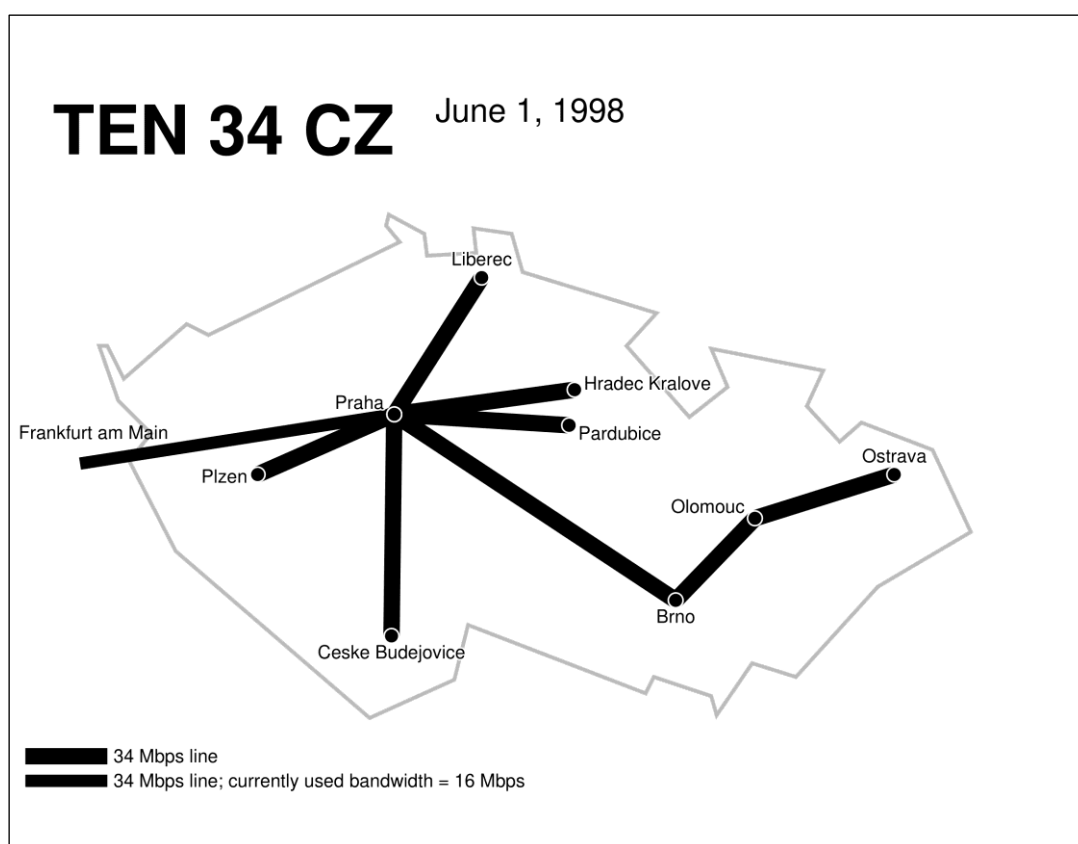 TEN 34 CZ
June 1, 1998
Liberec
Hradec Kralove
Praha
Pardubice
Frankfurt am Main
Plzen
Ostrava
Olomouc
Brno
Ceske Budejovice
34 Mbps line
34 Mbps line; currently used bandwidth = 16 Mbps